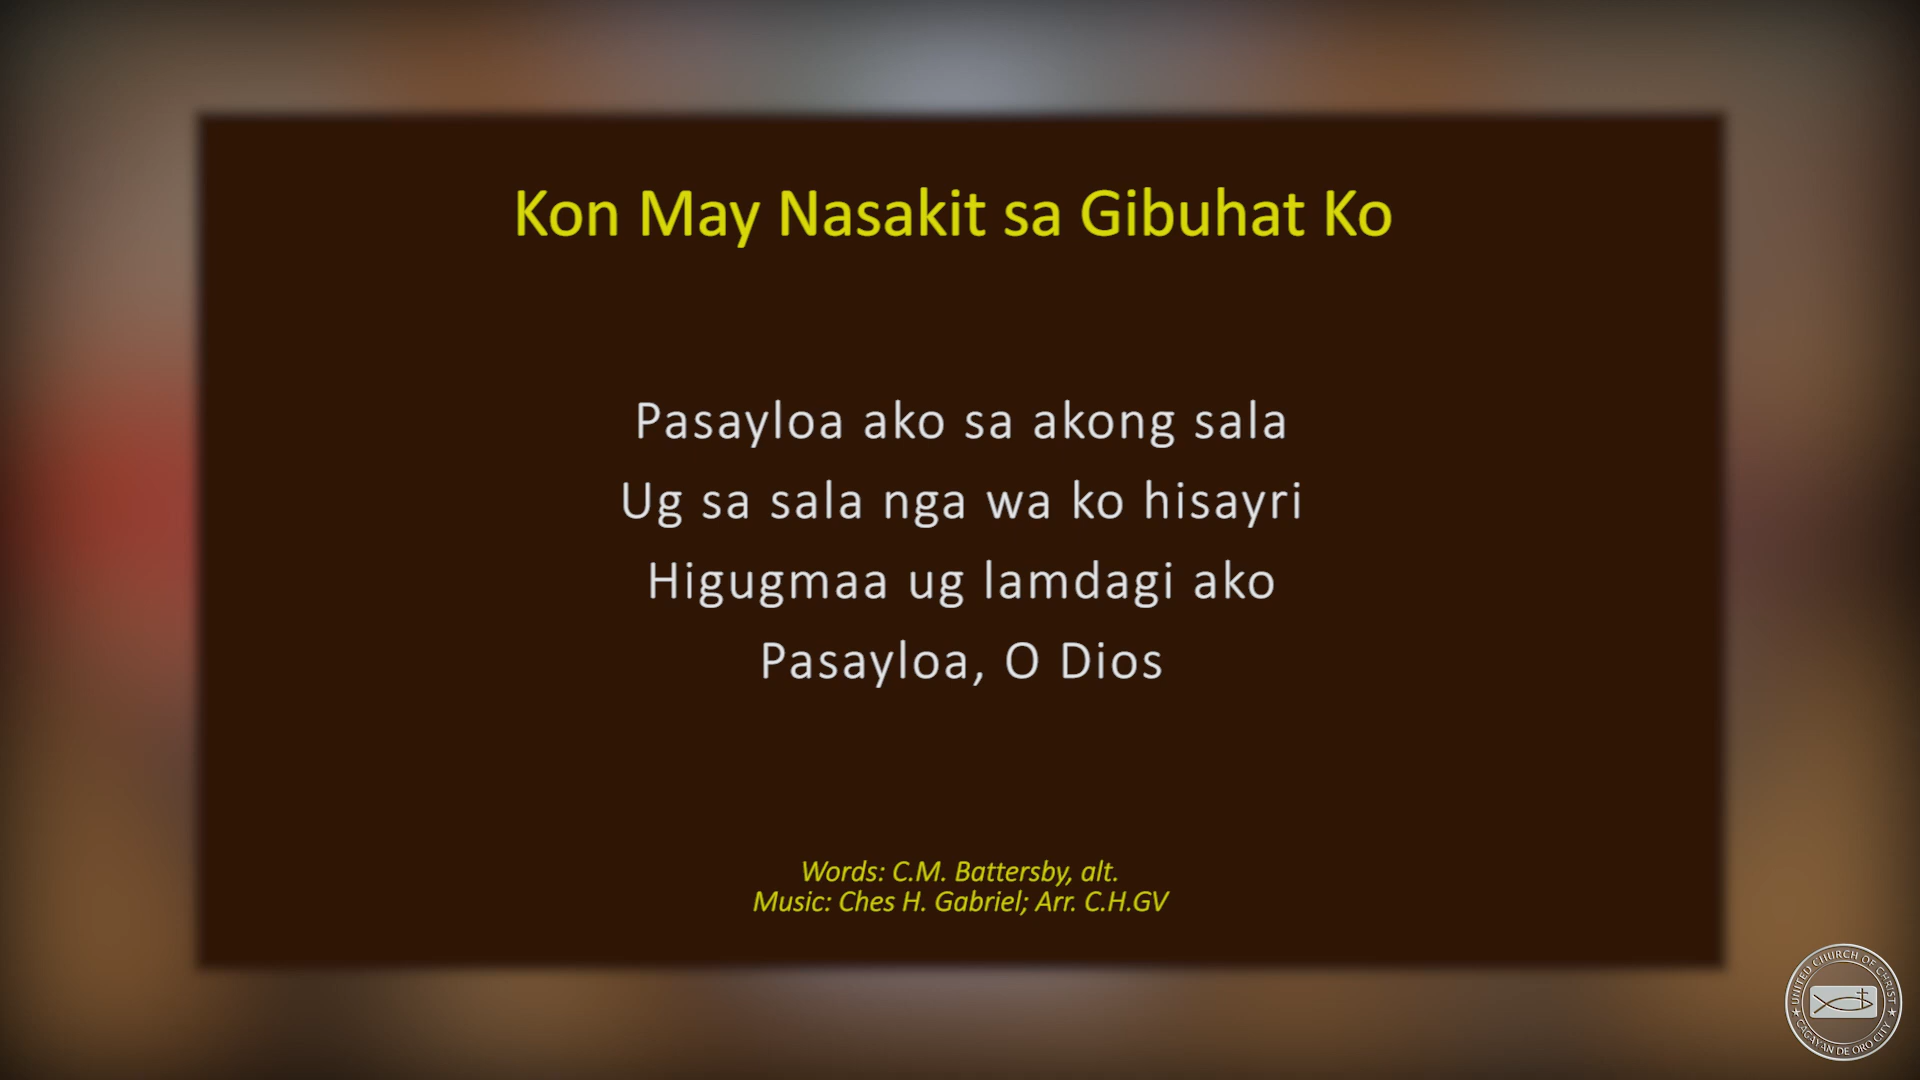 Kon May Nasakit sa Gibuhat Ko
Pasayloa ako sa akong sala
Ug sa sala nga wa ko hisayri
Higugmaa ug lamdagi ako
Pasayloa, O Dios
Words: C.M. Battersby, alt.
Music: Ches H. Gabriel; Arr. C.H.GV
UNITED CHURCH OF CHRIST
CAGAYAN DE ORO CITY